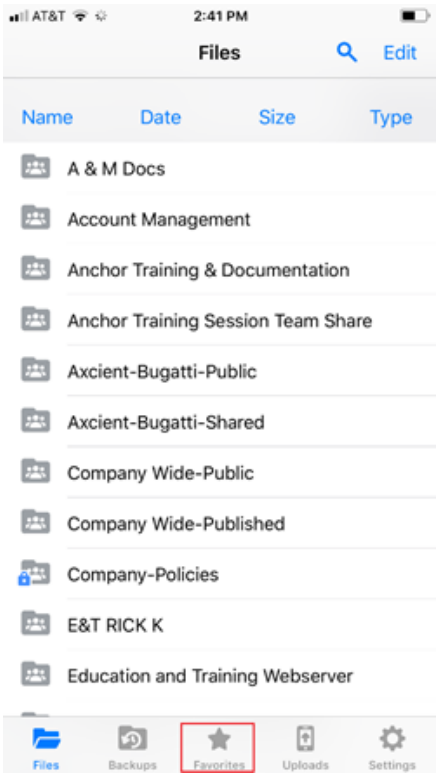 AT&T 2:41 PM
Files Edit
Name Date Size Type
A & M Docs
Account Management
Anchor Training & Documentation
Anchor Training Session Team Share
Axcient-Bugatti-Public
Axcient-Bugatti-Shared
Company Wide-Public
Company Wide-Published
Company-Policies
E&T RICK K
Education and Training Webserver
Files Backups Favorites Uploads Settings